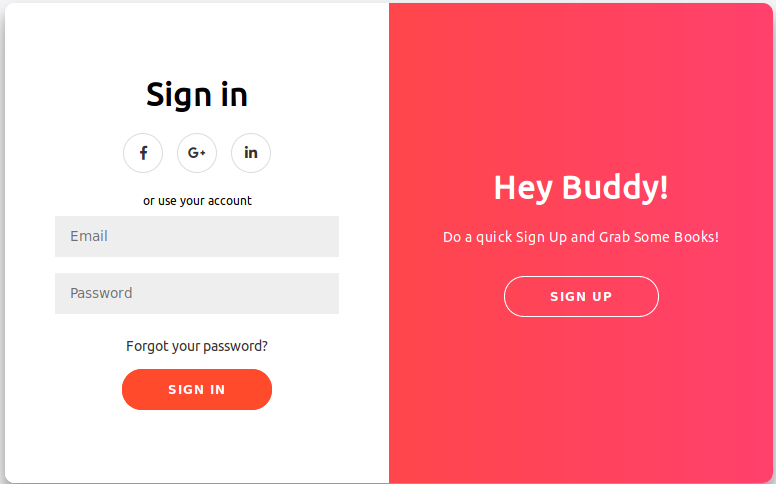 Sign in
f G+ in
or use your account
Email
Password
Forgot your password?
SIGN IN
Hey Buddy!
Do a quick Sign Up and Grab Some Books!
SIGN UP